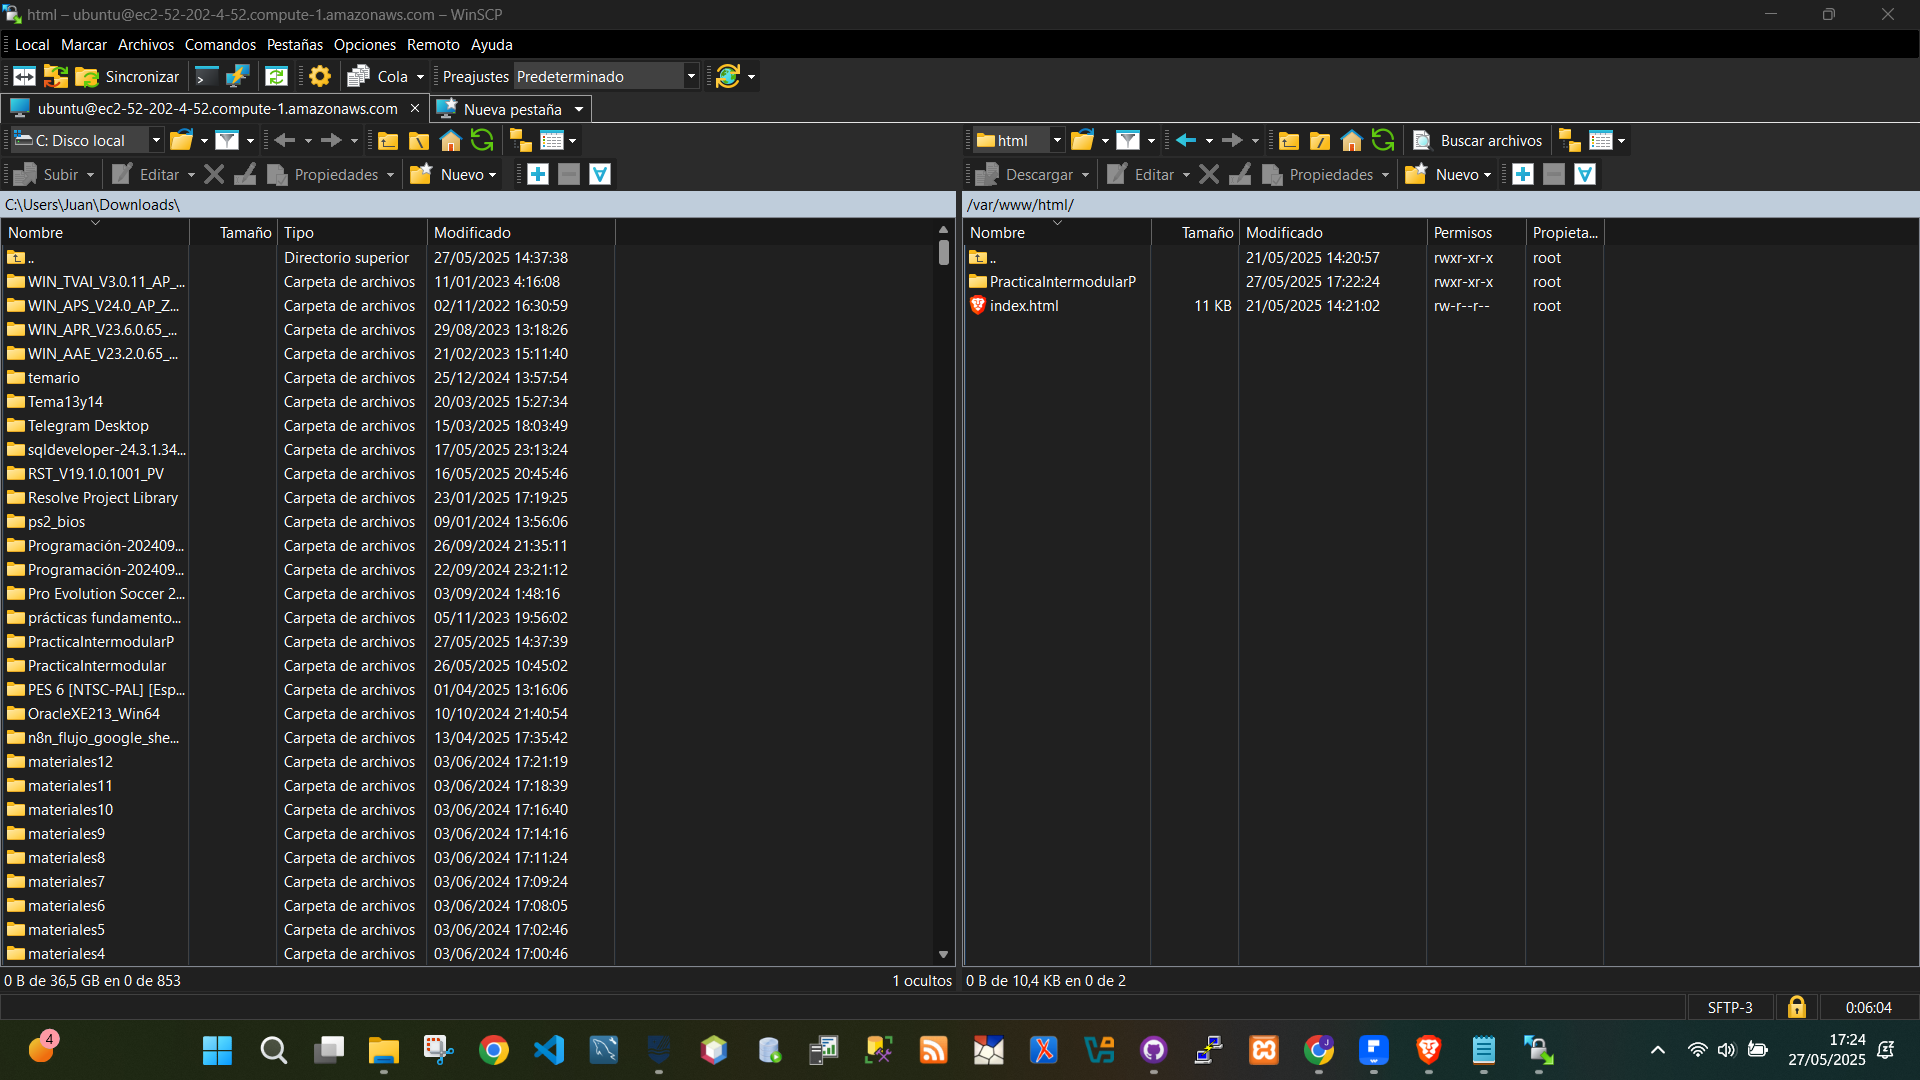 html – ubuntu@ec2-52-202-4-52.compute-1.amazonaws.com – WinSCP
Local Marcar Archivos Comandos Pestañas Opciones Remoto Ayuda
Sincronizar Cola Preajustes Predeterminado
ubuntu@ec2-52-202-4-52.compute-1.amazonaws.com Nueva pestaña
C: Disco local
Subir Editar Propiedades Nuevo
C:\Users\Juan\Downloads\
Nombre Tamaño Tipo Modificado
.. Directorio superior 27/05/2025 14:37:38
WIN_TVAI_V3.0.11_AP_... Carpeta de archivos 11/01/2023 4:16:08
WIN_APS_V24.0_AP_Z... Carpeta de archivos 02/11/2022 16:30:59
WIN_APR_V23.6.0.65_... Carpeta de archivos 29/08/2023 13:18:26
WIN_AAE_V23.2.0.65_... Carpeta de archivos 21/02/2023 15:11:40
temario Carpeta de archivos 25/12/2024 13:57:54
Tema13y14 Carpeta de archivos 20/03/2025 15:27:34
Telegram Desktop Carpeta de archivos 15/03/2025 18:03:49
sqldeveloper-24.3.1.34... Carpeta de archivos 17/05/2025 23:13:24
RST_V19.1.0.1001_PV Carpeta de archivos 16/05/2025 20:45:46
Resolve Project Library Carpeta de archivos 23/01/2025 17:19:25
ps2_bios Carpeta de archivos 09/01/2024 13:56:06
Programación-202409... Carpeta de archivos 26/09/2024 21:35:11
Programación-202409... Carpeta de archivos 22/09/2024 23:21:12
Pro Evolution Soccer 2... Carpeta de archivos 03/09/2024 1:48:16
prácticas fundamento... Carpeta de archivos 05/11/2023 19:56:02
PracticaIntermodularP Carpeta de archivos 27/05/2025 14:37:39
PracticaIntermodular Carpeta de archivos 26/05/2025 10:45:02
PES 6 [NTSC-PAL] [Esp... Carpeta de archivos 01/04/2025 13:16:06
OracleXE213_Win64 Carpeta de archivos 10/10/2024 21:40:54
n8n_flujo_google_she... Carpeta de archivos 13/04/2025 17:35:42
materiales12 Carpeta de archivos 03/06/2024 17:21:19
materiales11 Carpeta de archivos 03/06/2024 17:18:39
materiales10 Carpeta de archivos 03/06/2024 17:16:40
materiales9 Carpeta de archivos 03/06/2024 17:14:16
materiales8 Carpeta de archivos 03/06/2024 17:11:24
materiales7 Carpeta de archivos 03/06/2024 17:09:24
materiales6 Carpeta de archivos 03/06/2024 17:08:05
materiales5 Carpeta de archivos 03/06/2024 17:02:46
materiales4 Carpeta de archivos 03/06/2024 17:00:46
0 B de 36,5 GB en 0 de 853 1 ocultos
html Buscar archivos
Descargar Editar Propiedades Nuevo
/var/www/html/
Nombre Tamaño Modificado Permisos Propieta...
.. 21/05/2025 14:20:57 rwxr-xr-x root
PracticaIntermodularP 27/05/2025 17:22:24 rwxr-xr-x root
index.html 11 KB 21/05/2025 14:21:02 rw-r--r-- root
0 B de 10,4 KB en 0 de 2
SFTP-3 0:06:04
4
17:24
27/05/2025